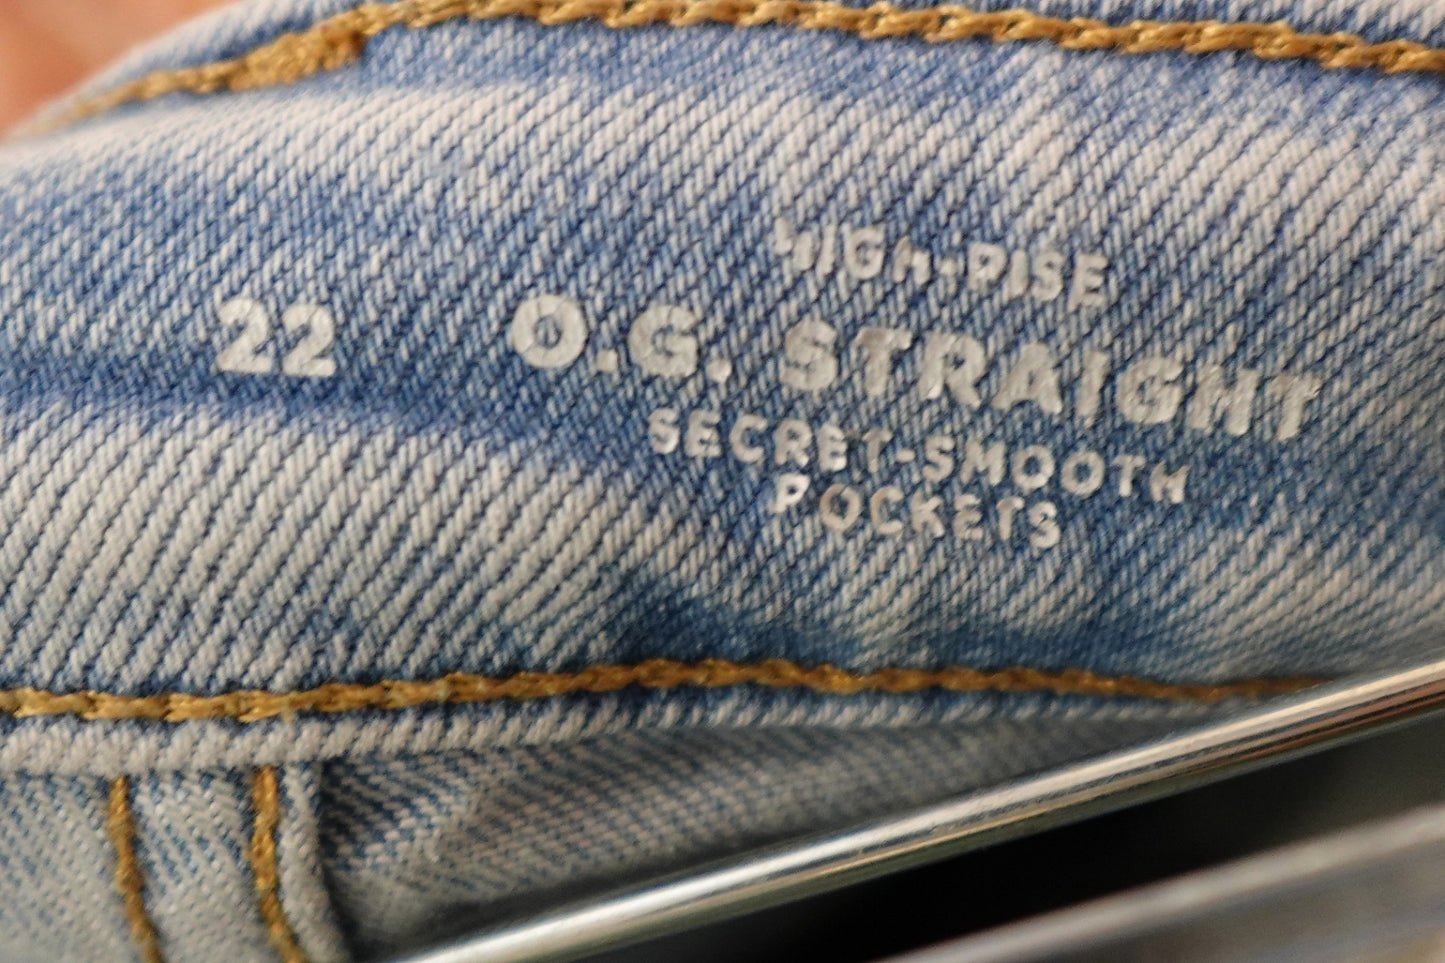 HIGH-RISE
22 O.G. STRAIGHT
SECRET-SMOOTH
POCKETS